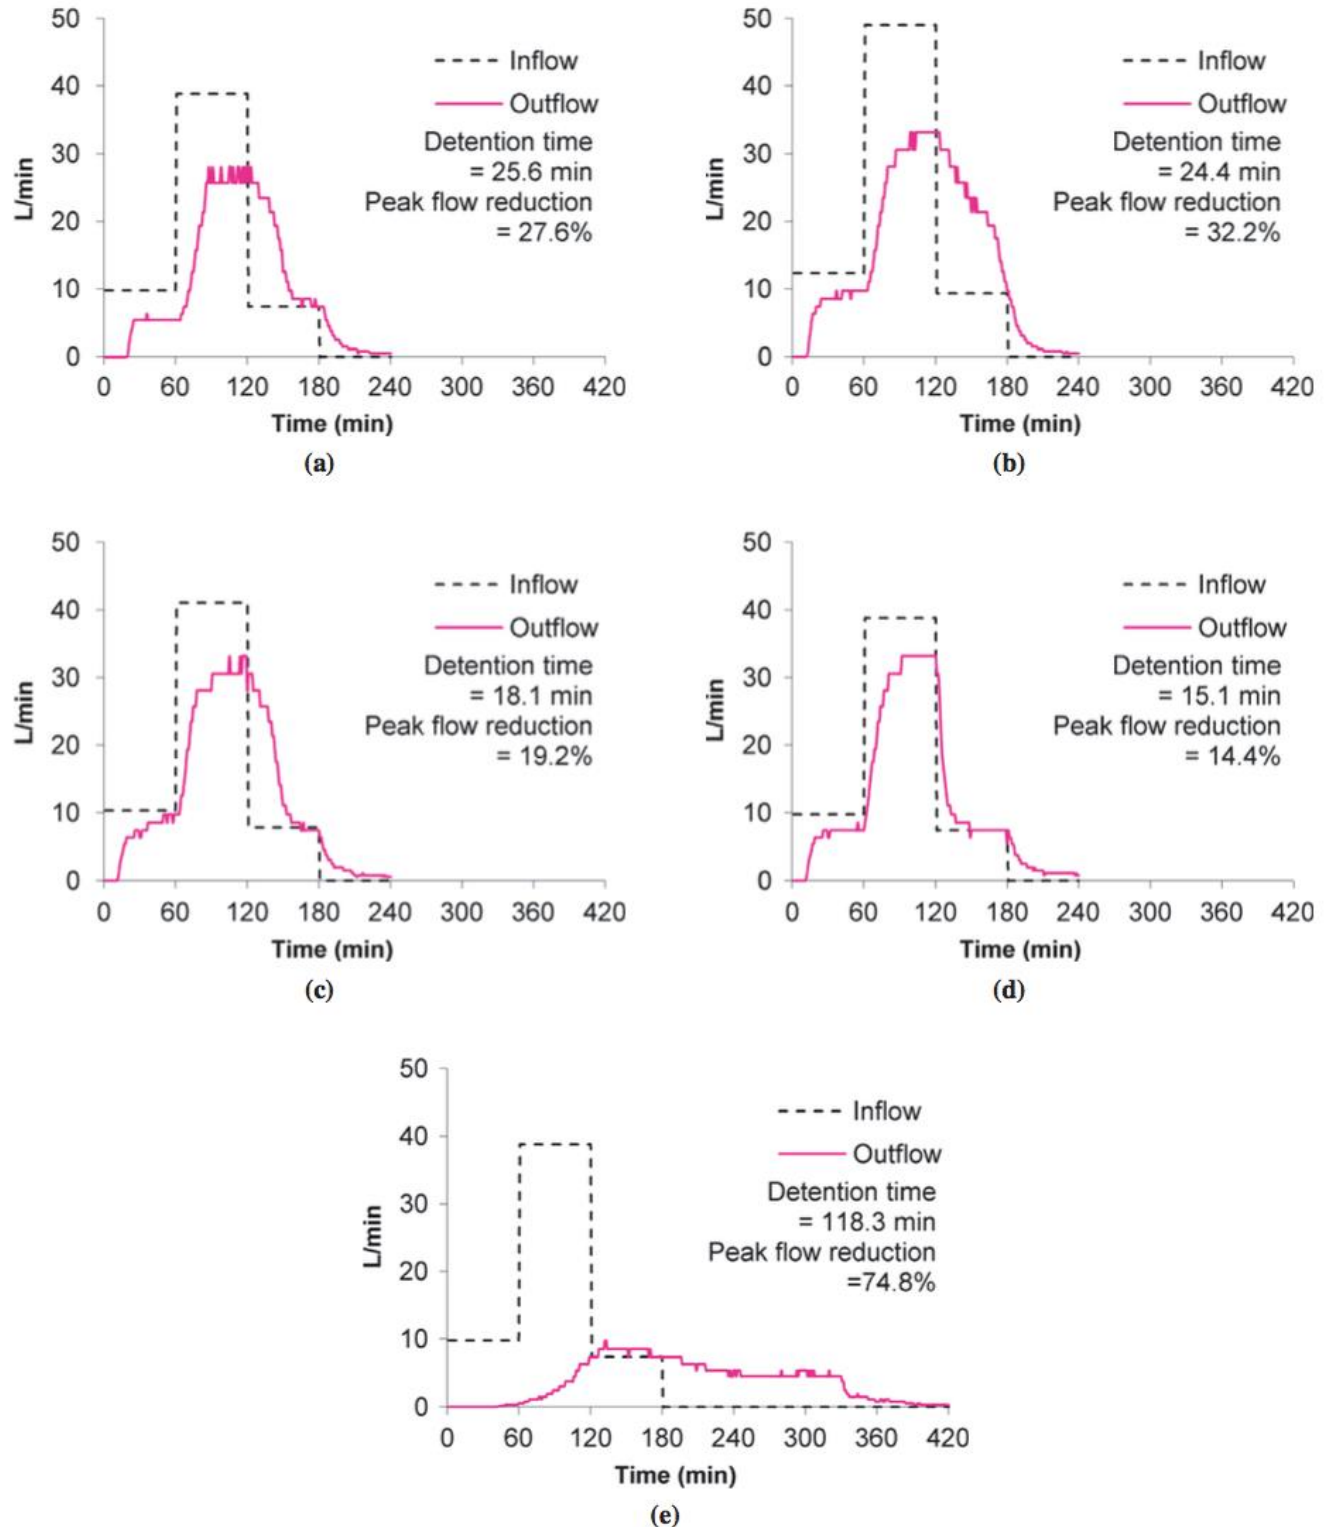 50
40
30
20
10
0
L/min
0 60 120 180 240 300 360 420
Time (min)
Inflow
Outflow
Detention time
= 25.6 min
Peak flow reduction
= 27.6%
(a)
50
40
30
20
10
0
L/min
0 60 120 180 240 300 360 420
Time (min)
Inflow
Outflow
Detention time
= 24.4 min
Peak flow reduction
= 32.2%
(b)
50
40
30
20
10
0
L/min
0 60 120 180 240 300 360 420
Time (min)
Inflow
Outflow
Detention time
= 18.1 min
Peak flow reduction
= 19.2%
(c)
50
40
30
20
10
0
L/min
0 60 120 180 240 300 360 420
Time (min)
Inflow
Outflow
Detention time
= 15.1 min
Peak flow reduction
= 14.4%
(d)
50
40
30
20
10
0
L/min
0 60 120 180 240 300 360 420
Time (min)
Inflow
Outflow
Detention time
= 118.3 min
Peak flow reduction
=74.8%
(e)